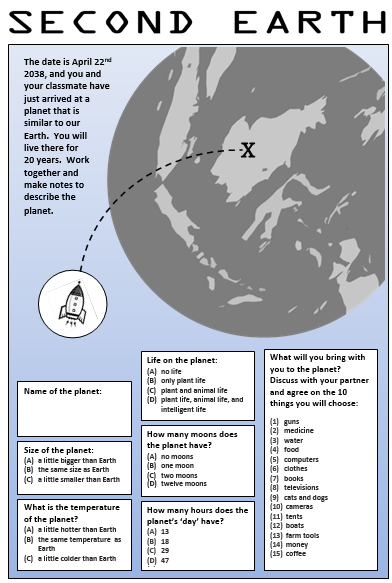 SECOND EARTH
The date is April 22nd
2038, and you and
your classmate have
just arrived at a
planet that is
similar to our
Earth. You will
live there for
20 years. Work
together and
make notes to
describe the
planet.
X
Name of the planet:
Size of the planet:
(A) a little bigger than Earth
(B) the same size as Earth
(C) a little smaller than Earth
What is the temperature
of the planet?
(A) a little hotter than Earth
(B) the same temperature as
Earth
(C) a little colder than Earth
Life on the planet:
(A) no life
(B) only plant life
(C) plant and animal life
(D) plant life, animal life, and
intelligent life
How many moons does
the planet have?
(A) no moons
(B) one moon
(C) two moons
(D) twelve moons
How many hours does the
planet's 'day' have?
(A) 13
(B) 18
(C) 29
(D) 47
What will you bring with
you to the planet?
Discuss with your partner
and agree on the 10
things you will choose:
(1) guns
(2) medicine
(3) water
(4) food
(5) computers
(6) clothes
(7) books
(8) televisions
(9) cats and dogs
(10) cameras
(11) tents
(12) boats
(13) farm tools
(14) money
(15) coffee